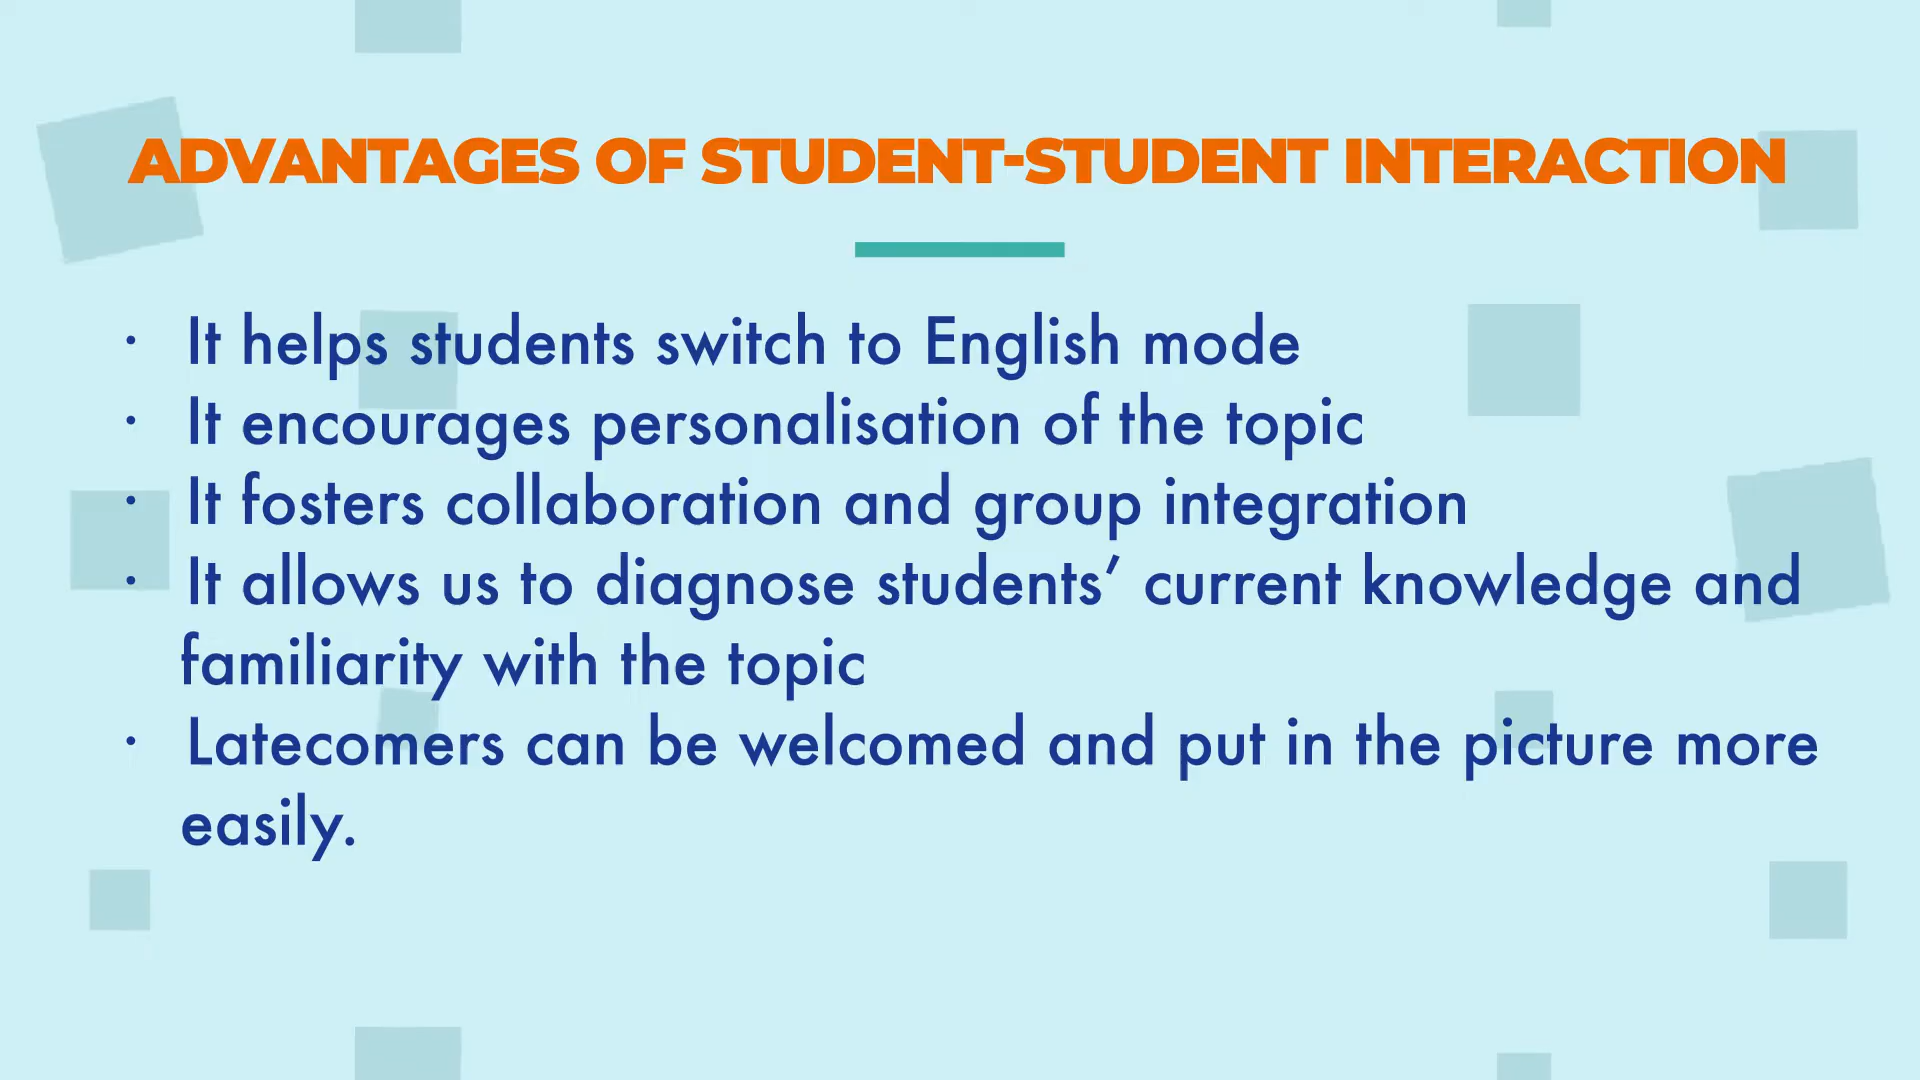 ADVANTAGES OF STUDENT-STUDENT INTERACTION
· It helps students switch to English mode
· It encourages personalisation of the topic
· It fosters collaboration and group integration
· It allows us to diagnose students’ current knowledge and
familiarity with the topic
· Latecomers can be welcomed and put in the picture more
easily.